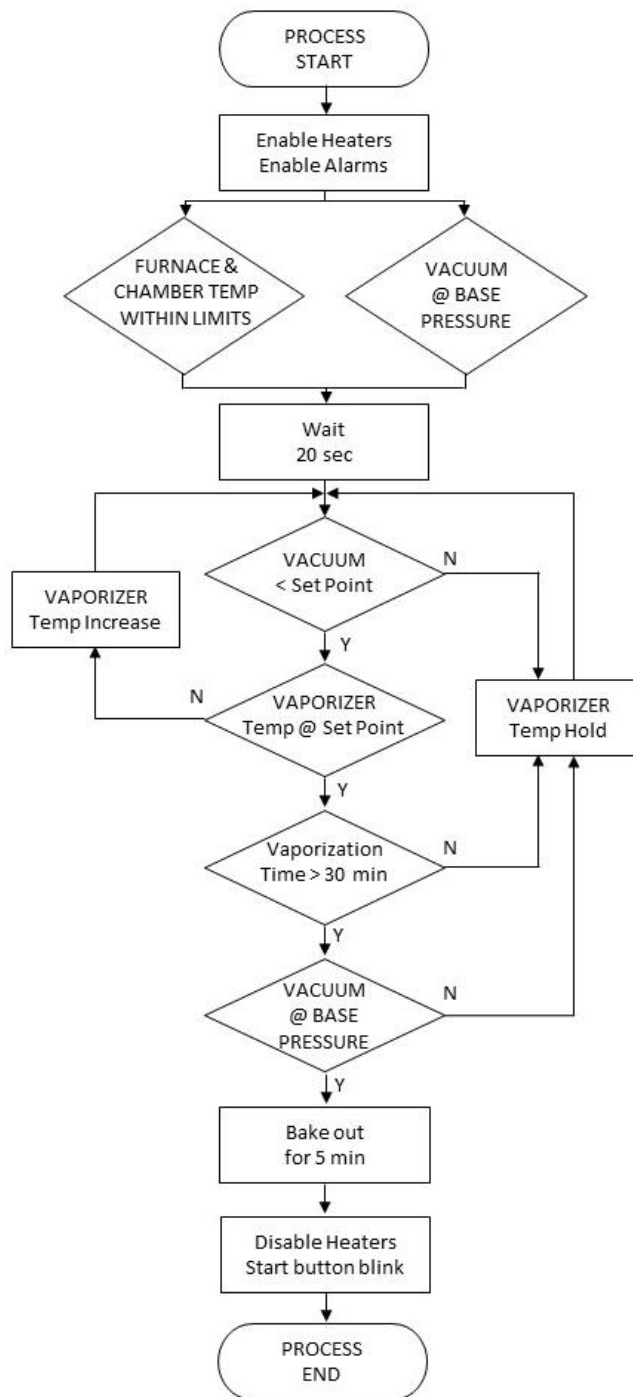 PROCESS
START
Enable Heaters
Enable Alarms
FURNACE &
CHAMBER TEMP
WITHIN LIMITS
VACUUM
@ BASE
PRESSURE
Wait
20 sec
VACUUM
< Set Point
N
VAPORIZER
Temp Increase
Y
N
VAPORIZER
Temp @ Set Point
VAPORIZER
Temp Hold
Y
Vaporization
Time > 30 min
N
Y
VACUUM
@ BASE
PRESSURE
N
Y
Bake out
for 5 min
Disable Heaters
Start button blink
PROCESS
END